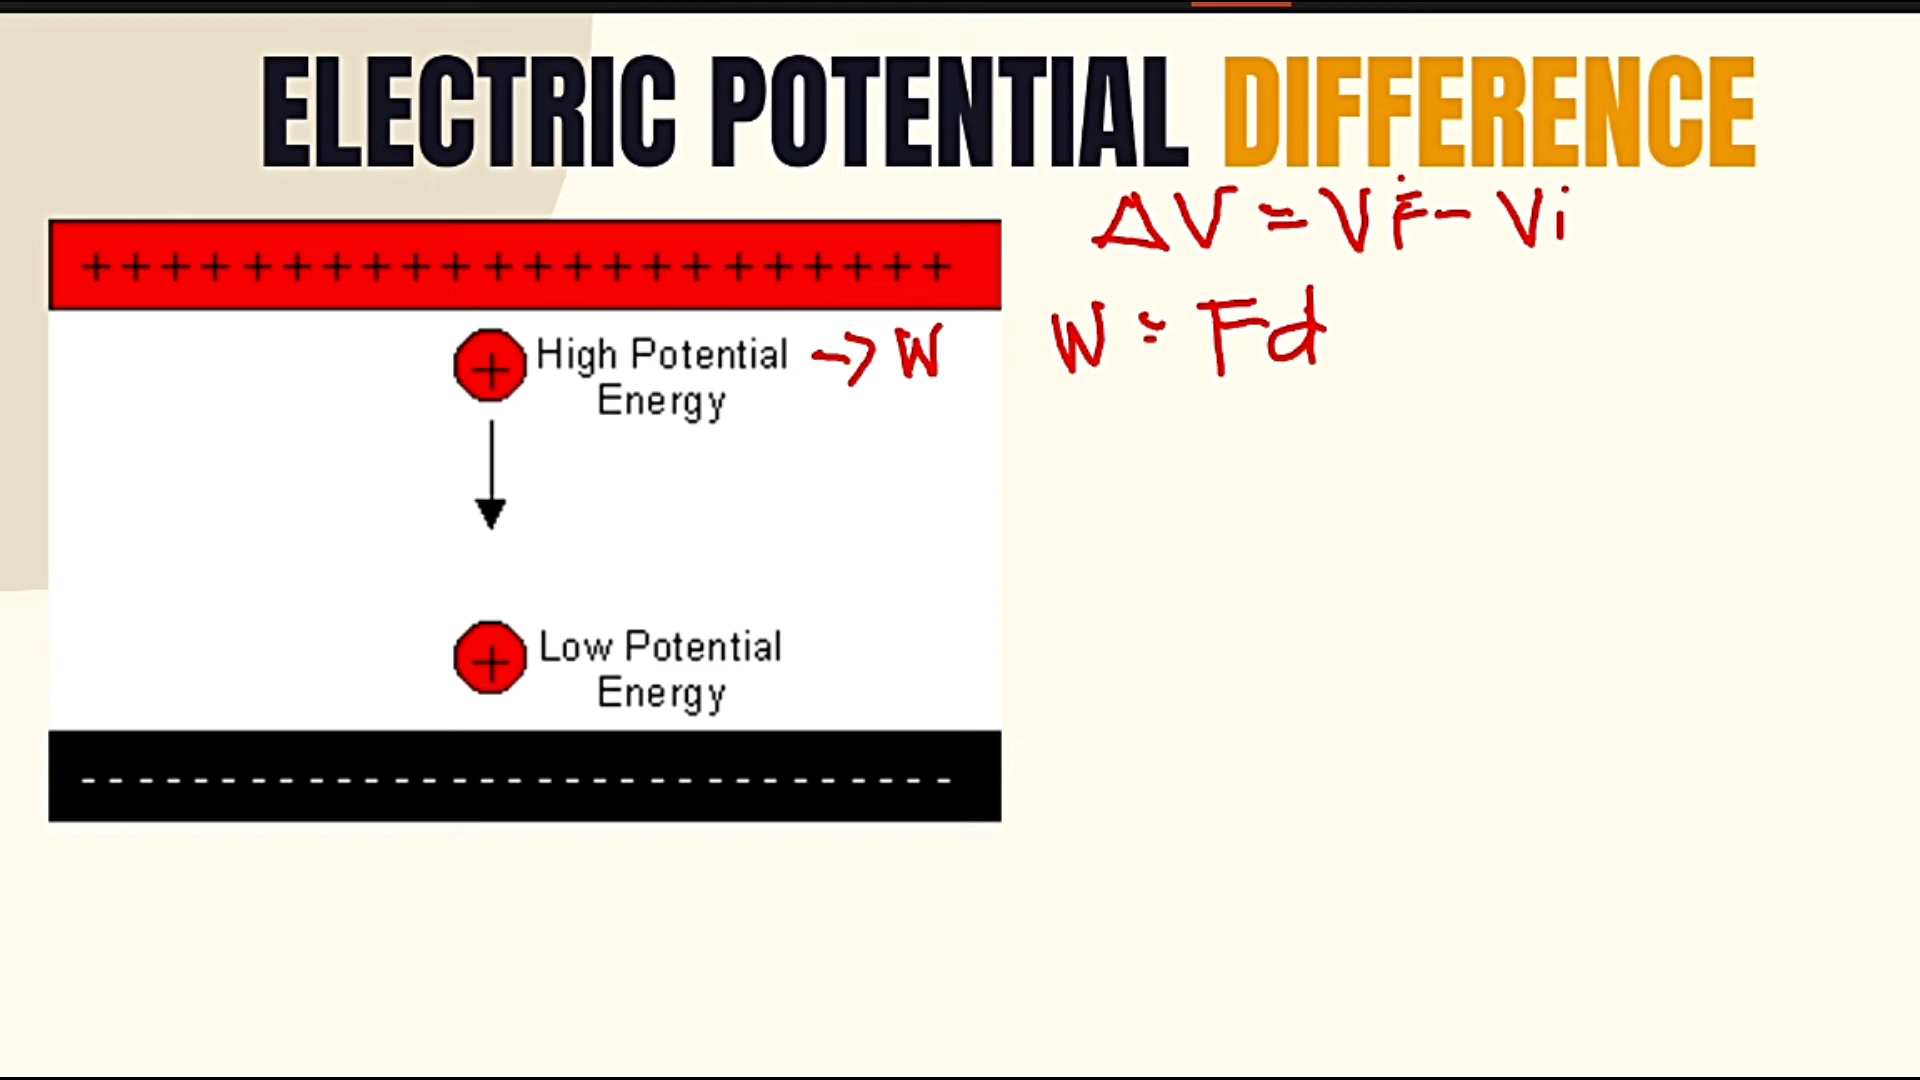 ELECTRIC POTENTIAL DIFFERENCE
ΔV = VF - Vi
+ + + + + + + + + + + + + + + + + + + + + +
+ High Potential → W
Energy
W = Fd
+ Low Potential
Energy
- - - - - - - - - - - - - - - - - - - - - - - - - - - - - - -